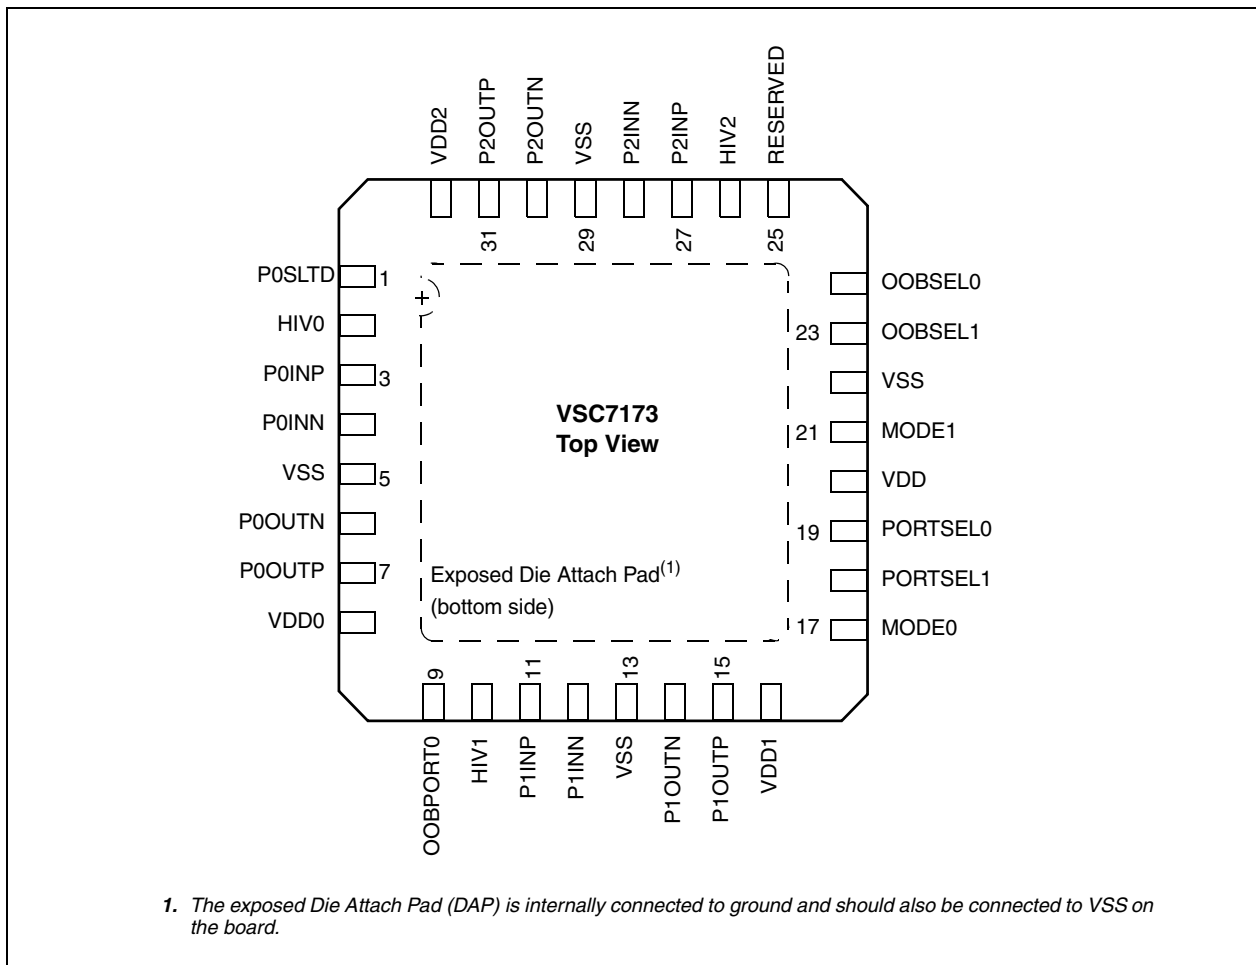 VDD2
P2OUTP
P2OUTN
VSS
P2INN
P2INP
HIV2
RESERVED
31
29
27
25
P0SLTD
1
HIV0
P0INP
3
P0INN
VSS
5
P0OUTN
P0OUTP
7
VDD0
VSC7173
Top View
Exposed Die Attach Pad(1)
(bottom side)
OOBSEL0
23
OOBSEL1
VSS
21
MODE1
VDD
19
PORTSEL0
PORTSEL1
17
MODE0
9
11
13
15
OOBPORT0
HIV1
P1INP
P1INN
VSS
P1OUTN
P1OUTP
VDD1
1. The exposed Die Attach Pad (DAP) is internally connected to ground and should also be connected to VSS on
the board.